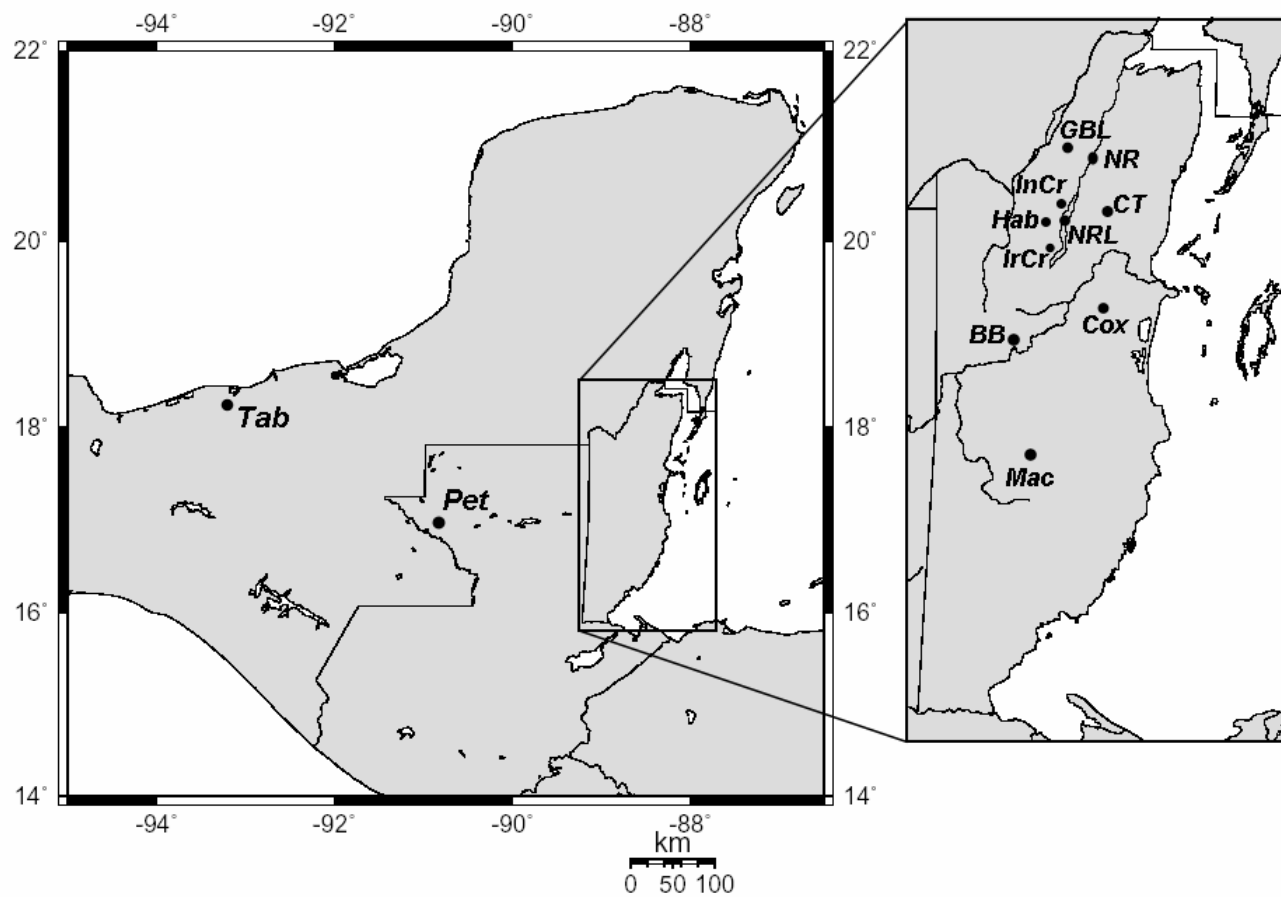 -94˚ -92˚ -90˚ -88˚
22˚ 22˚
20˚ 20˚
18˚ 18˚
16˚ 16˚
14˚ 14˚
-94˚ -92˚ -90˚ -88˚
Tab
Pet
km
0 50 100
GBL
NR
InCr
CT
Hab
NRL
IrCr
Cox
BB
Mac